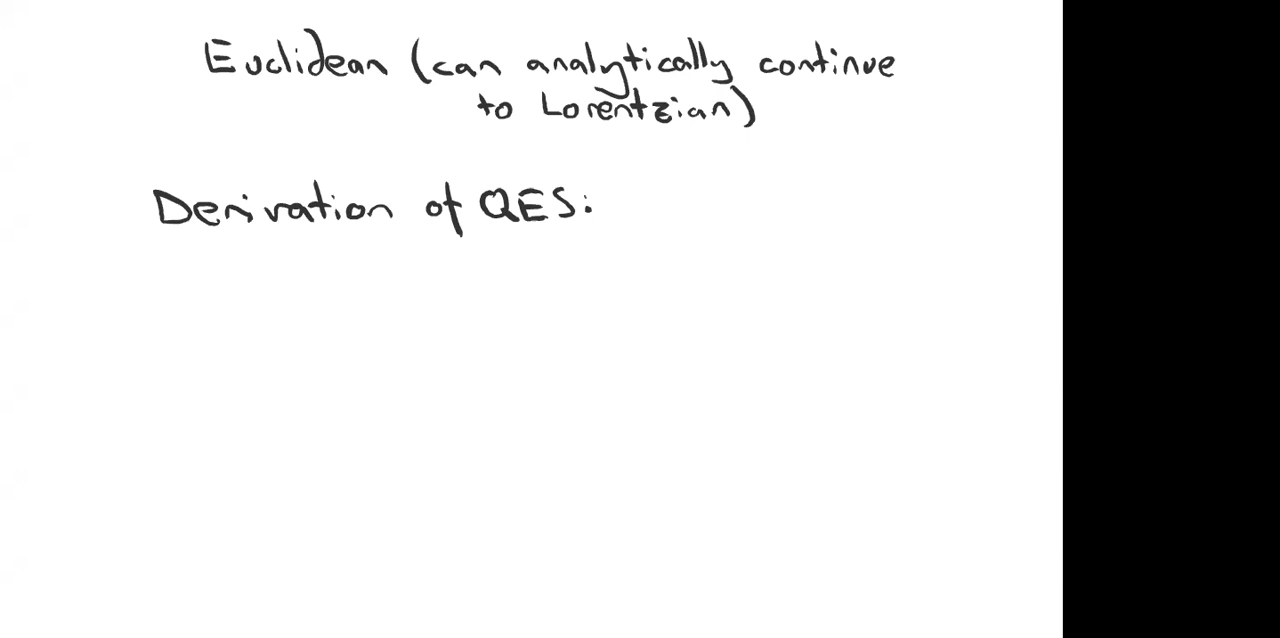 Euclidean (can analytically continue
to Lorentzian)
Derivation of QES: